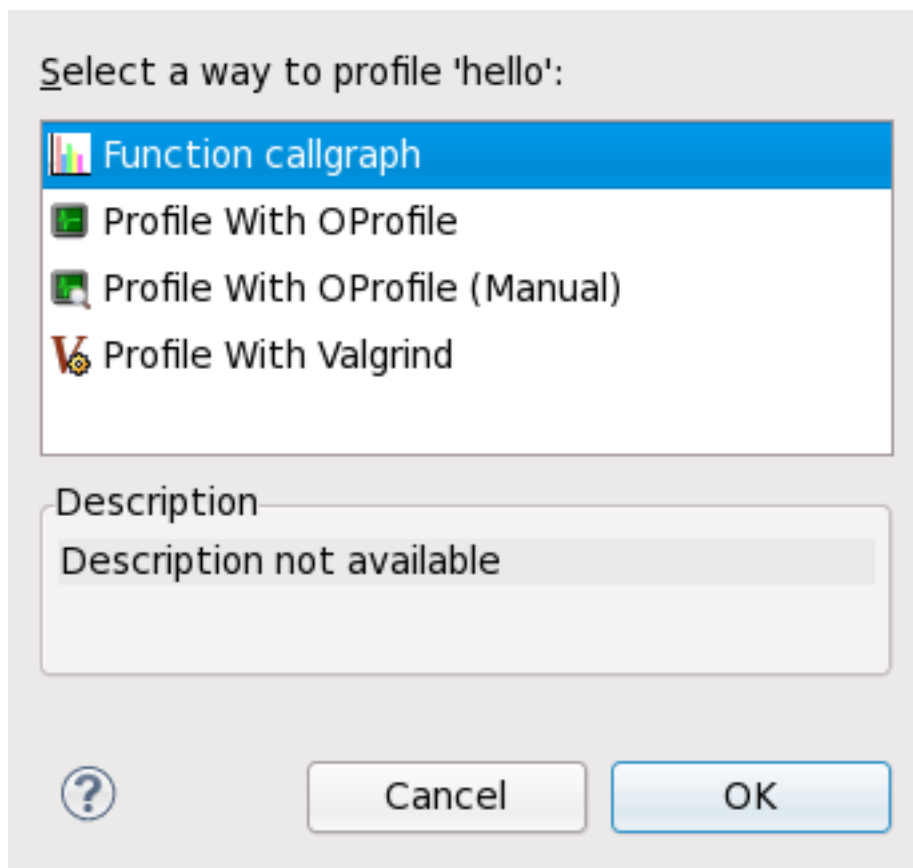 Select a way to profile 'hello':
Function callgraph
Profile With OProfile
Profile With OProfile (Manual)
Profile With Valgrind
Description
Description not available
?
Cancel
OK